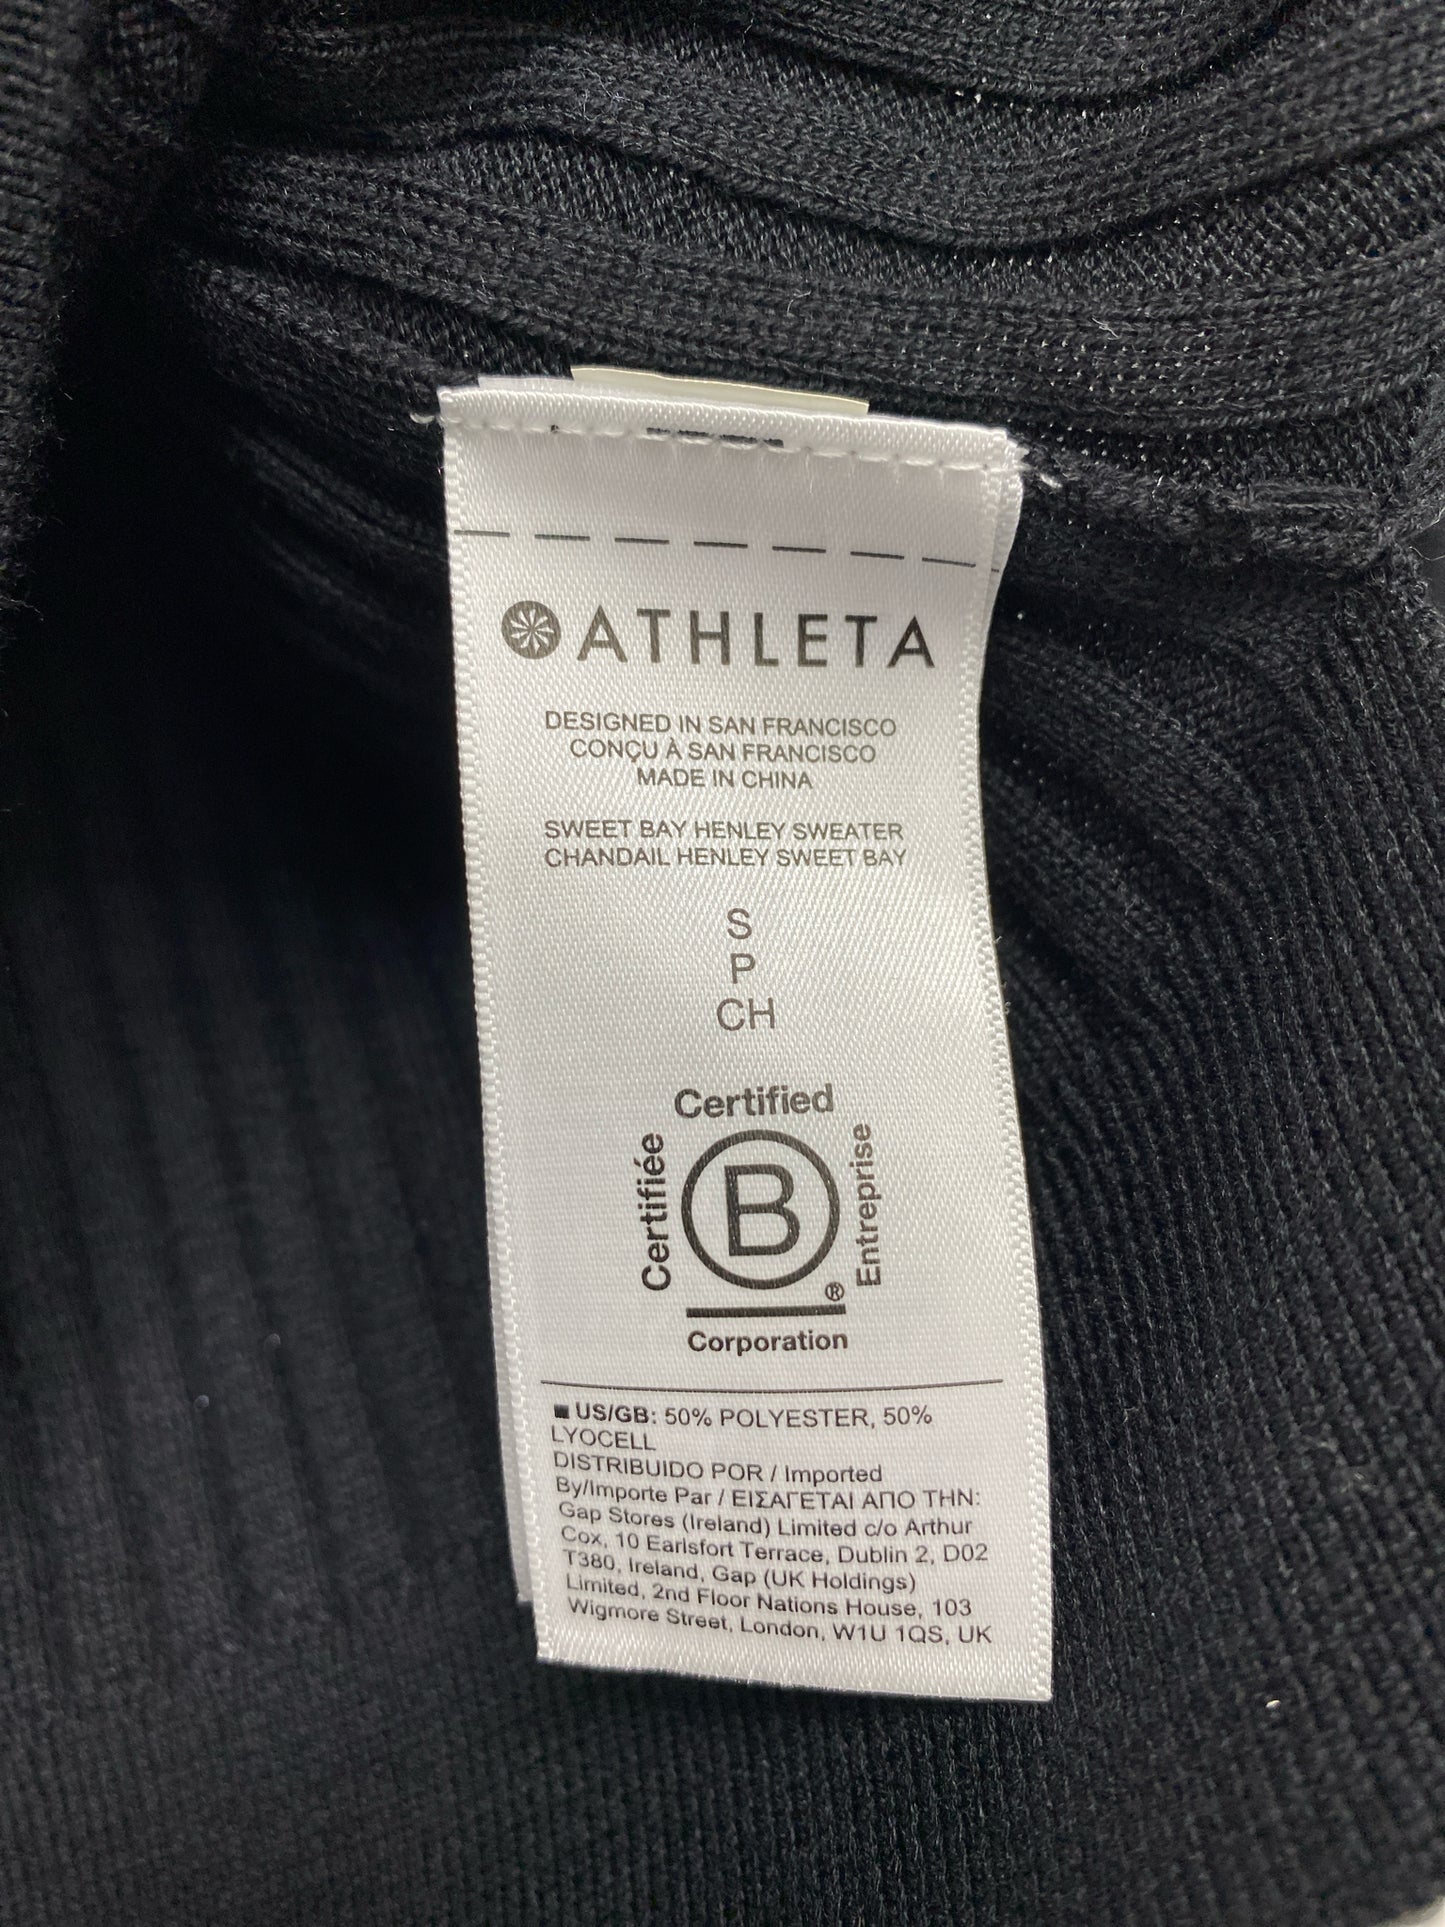 ATHLETA
DESIGNED IN SAN FRANCISCO
CONÇU À SAN FRANCISCO
MADE IN CHINA
SWEET BAY HENLEY SWEATER
CHANDAIL HENLEY SWEET BAY
S
P
CH
Certified
Certifiée
B
Entreprise
®
Corporation
US/GB: 50% POLYESTER, 50%
LYOCELL
DISTRIBUIDO POR / Imported
By/Importe Par / ΕΙΣΑΓΕΤΑΙ ΑΠΟ ΤΗΝ:
Gap Stores (Ireland) Limited c/o Arthur
Cox, 10 Earlsfort Terrace, Dublin 2, D02
T380, Ireland, Gap (UK Holdings)
Limited, 2nd Floor Nations House, 103
Wigmore Street, London, W1U 1QS, UK